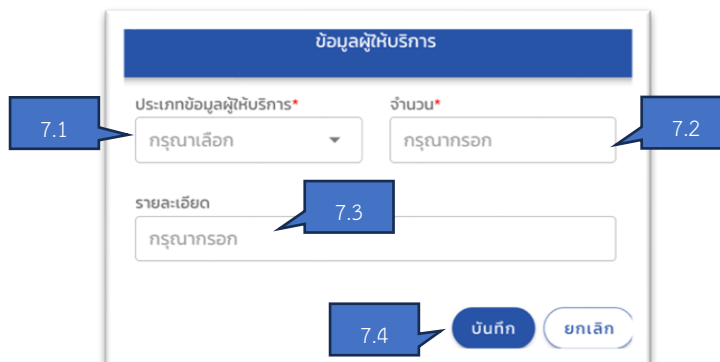 ข้อมูลผู้ให้บริการ
ประเภทข้อมูลผู้ให้บริการ* จำนวน*
7.1 กรุณาเลือก กรุณากรอก 7.2
รายละเอียด 7.3
กรุณากรอก
7.4 บันทึก ยกเลิก